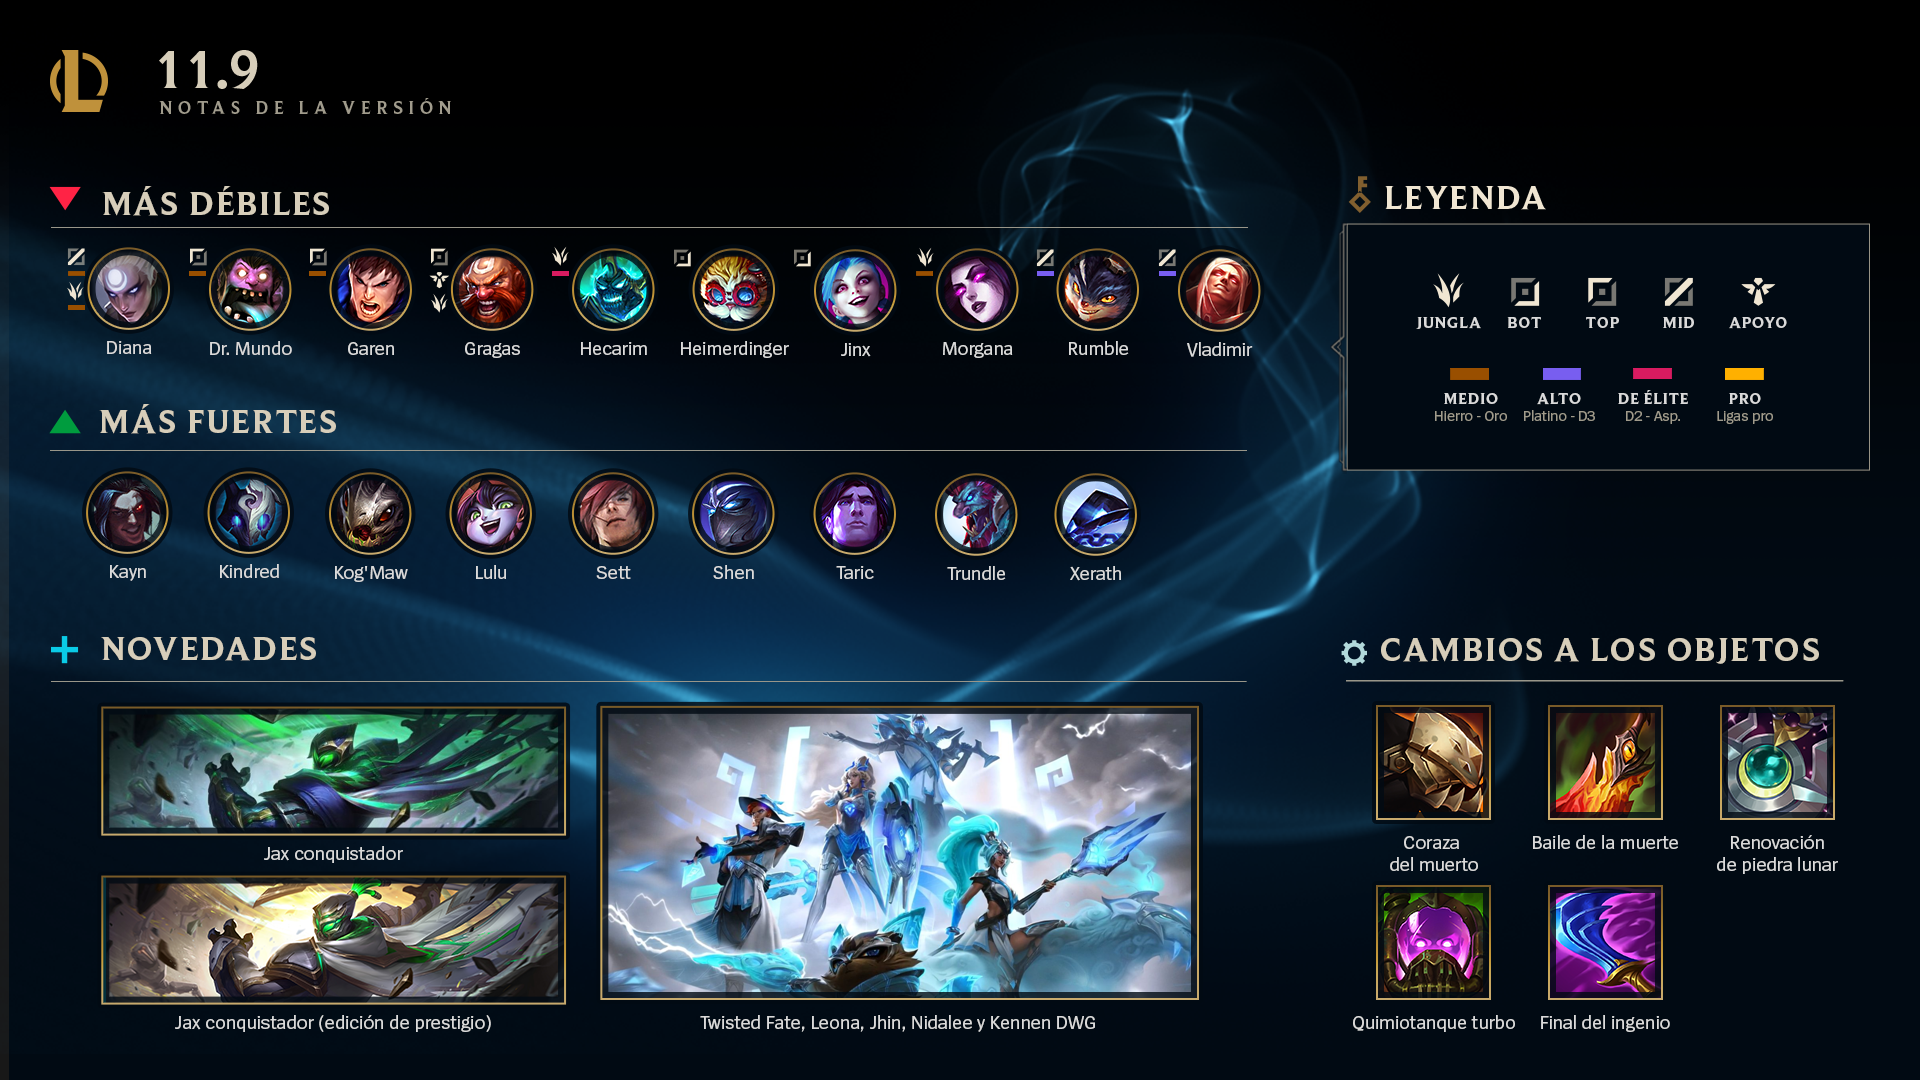 11.9
NOTAS DE LA VERSIÓN
MÁS DÉBILES
Diana
Dr. Mundo
Garen
Gragas
Hecarim
Heimerdinger
Jinx
Morgana
Rumble
Vladimir
MÁS FUERTES
Kayn
Kindred
Kog'Maw
Lulu
Sett
Shen
Taric
Trundle
Xerath
LEYENDA
JUNGLA
BOT
TOP
MID
APOYO
MEDIO
Hierro - Oro
ALTO
Platino - D3
DE ÉLITE
D2 - Asp.
PRO
Ligas pro
NOVEDADES
Jax conquistador
Jax conquistador (edición de prestigio)
Twisted Fate, Leona, Jhin, Nidalee y Kennen DWG
CAMBIOS A LOS OBJETOS
Coraza
del muerto
Baile de la muerte
Renovación
de piedra lunar
Quimiotanque turbo
Final del ingenio